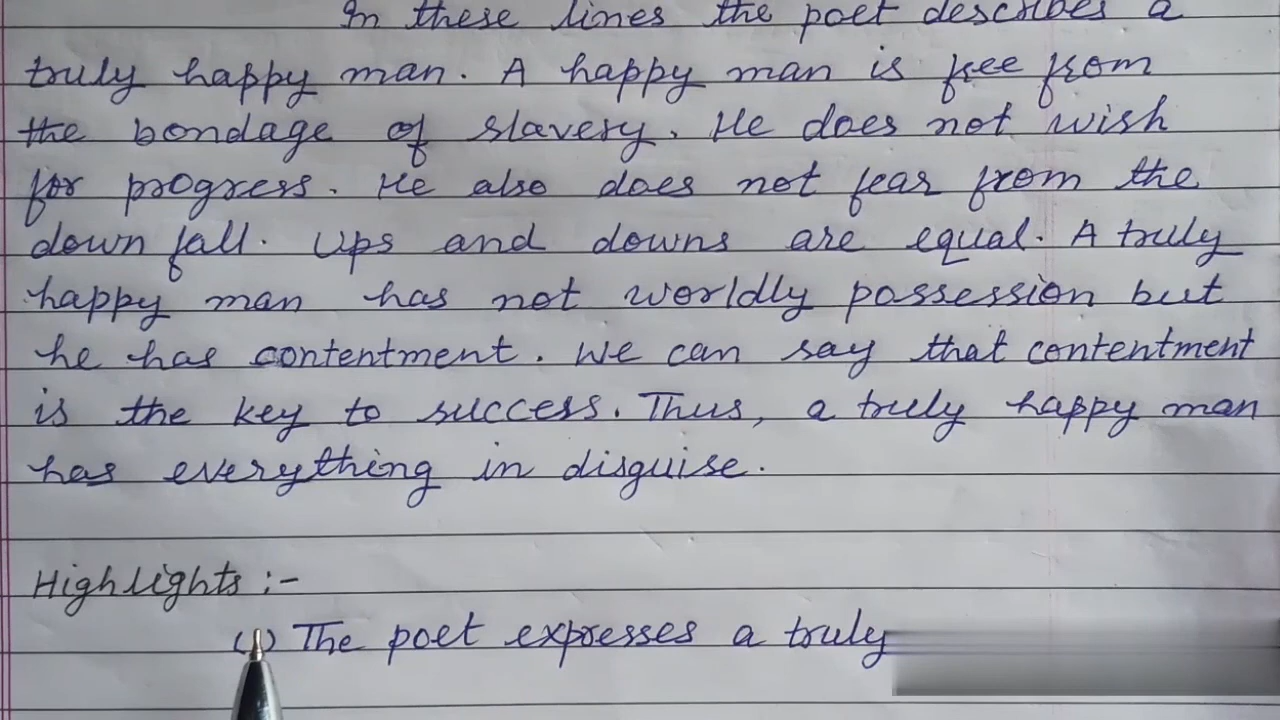 In these lines the poet describes a
truly happy man. A happy man is free from
the bondage of slavery. He does not wish
for progress. He also does not fear from the
down fall. Ups and downs are equal. A truly
happy man has not worldly possession but
he has contentment. We can say that contentment
is the key to success. Thus, a truly happy man
has everything in disguise.
Highlights :-
(1) The poet expresses a truly